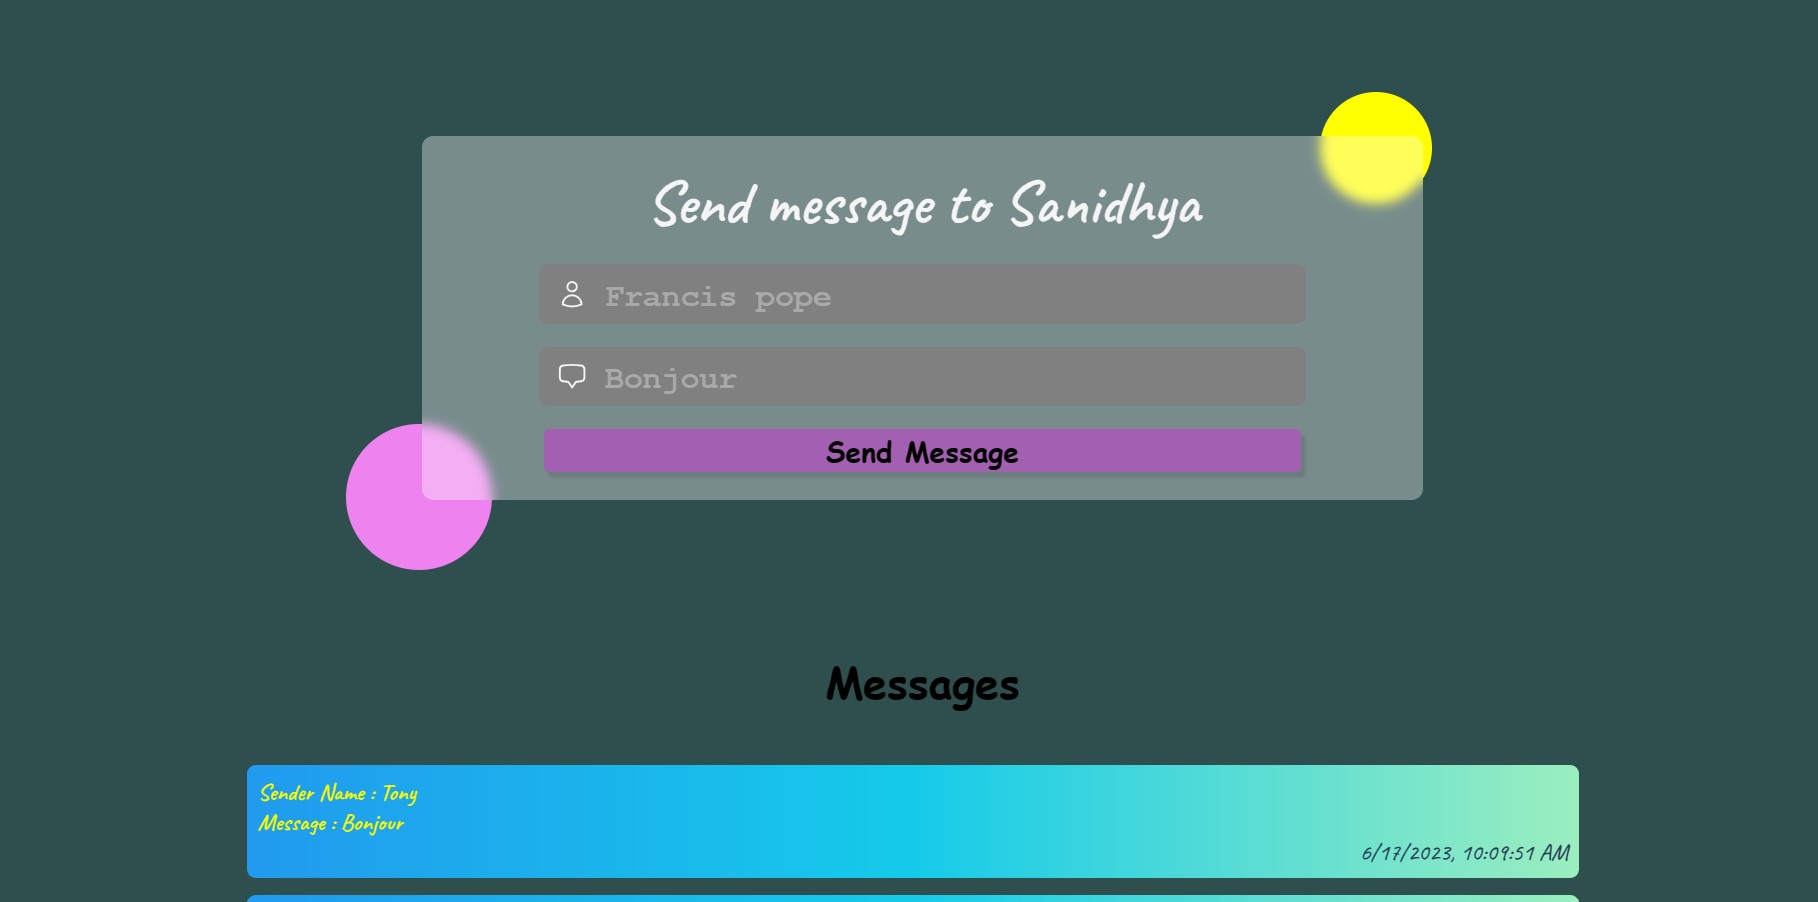 Send message to Sanidhya
Francis pope
Bonjour
Send Message
Messages
Sender Name : Tony
Message : Bonjour
6/17/2023, 10:09:51 AM